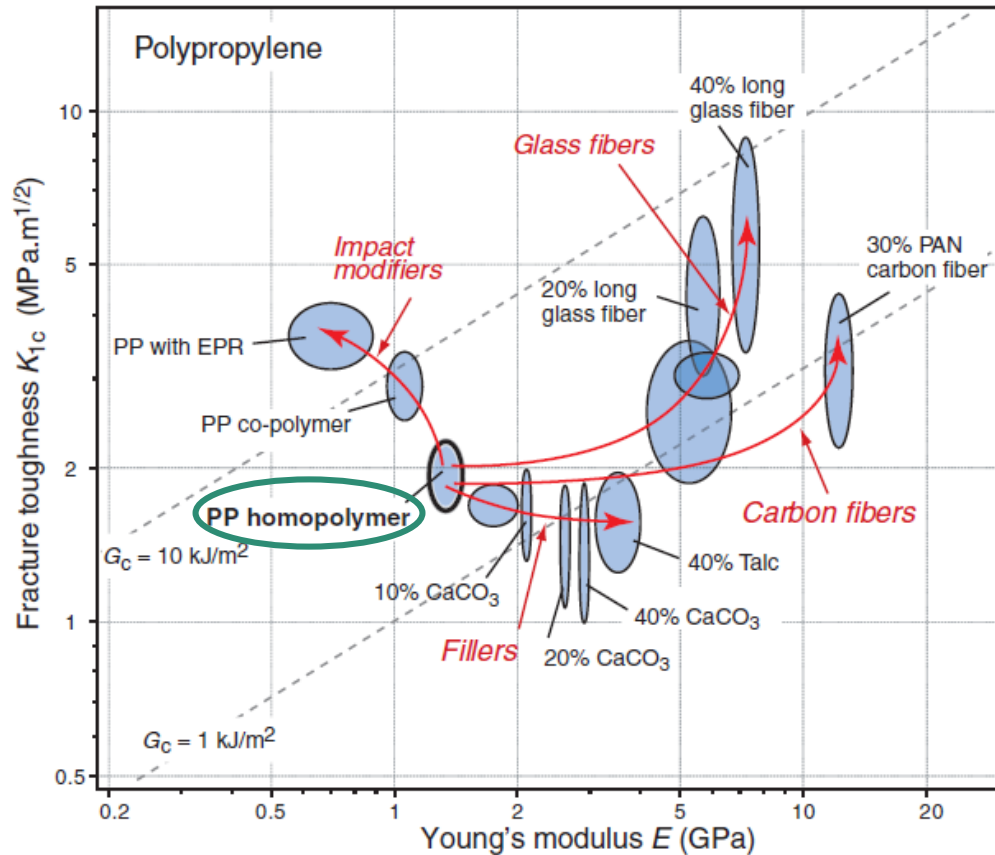 Polypropylene
40% long
glass fiber
Glass fibers
Impact
modifiers
30% PAN
carbon fiber
20% long
glass fiber
PP with EPR
PP co-polymer
PP homopolymer
Carbon fibers
G_c = 10 kJ/m²
40% Talc
10% CaCO₃
40% CaCO₃
Fillers
20% CaCO₃
G_c = 1 kJ/m²
Fracture toughness K₁c (MPa.m^1/2)
10
5
2
1
0.5
0.2
0.5
1
2
5
10
20
Young's modulus E (GPa)